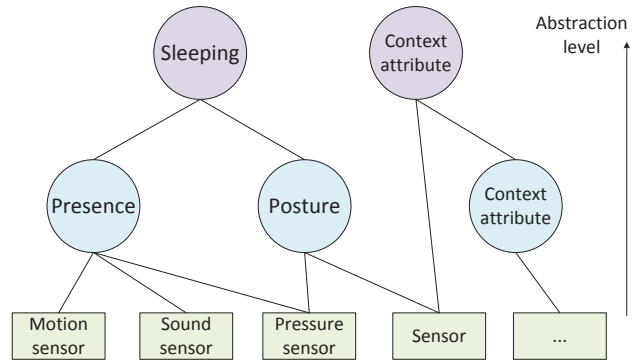 Sleeping
Context
attribute
Abstraction
level
Presence
Posture
Context
attribute
Motion
sensor
Sound
sensor
Pressure
sensor
Sensor
...